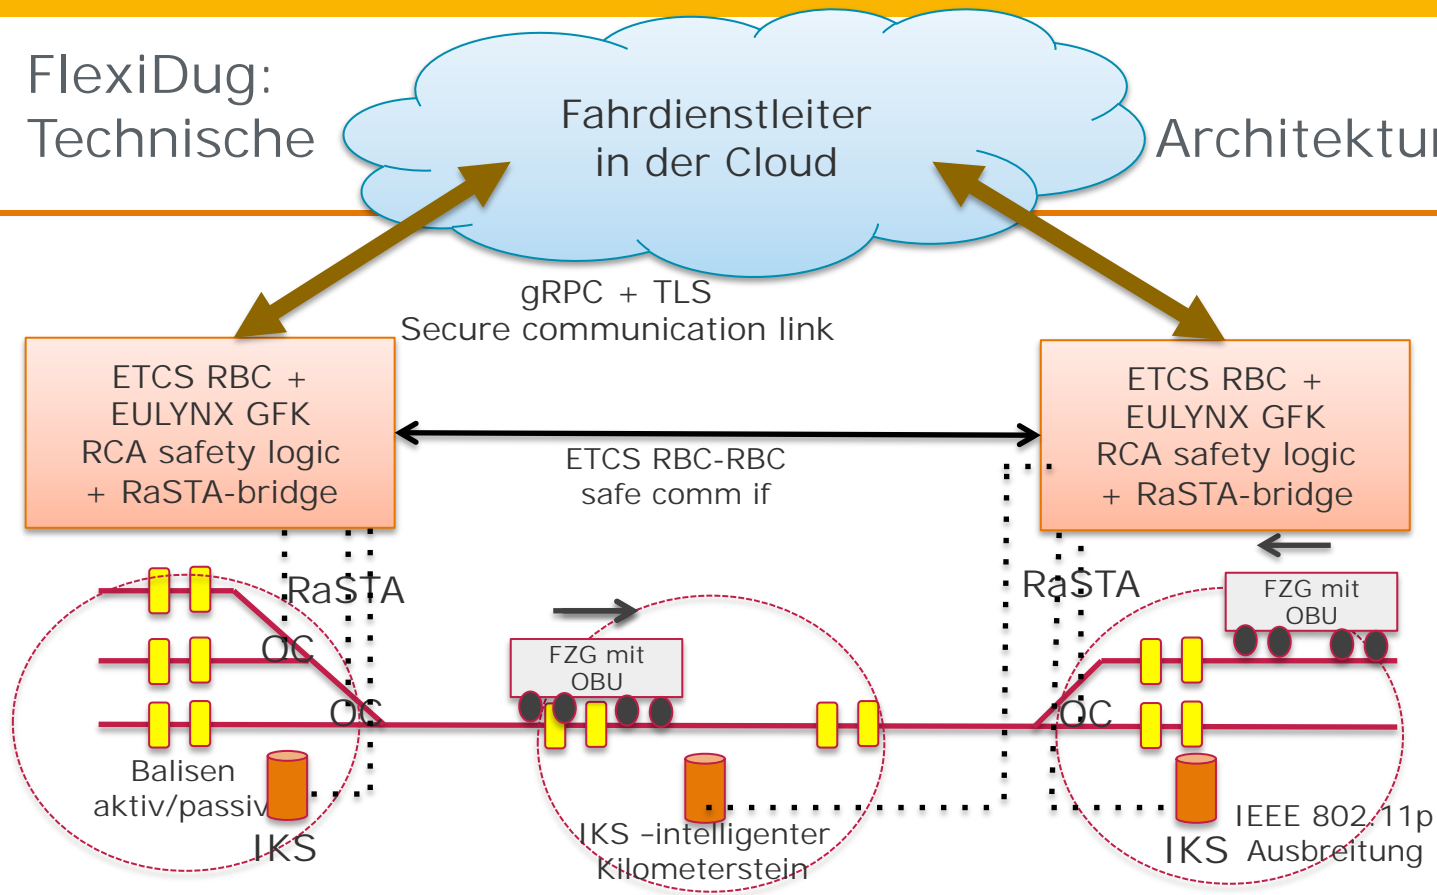 FlexiDug:
Technische
Architektur
Fahrdienstleiter
in der Cloud
gRPC + TLS
Secure communication link
ETCS RBC +
EULYNX GFK
RCA safety logic
+ RaSTA-bridge
ETCS RBC-RBC
safe comm if
ETCS RBC +
EULYNX GFK
RCA safety logic
+ RaSTA-bridge
RaSTA
OC
OC
FZG mit
OBU
RaSTA
OC
FZG mit
OBU
Balisen
aktiv/passiv
IKS
IKS –intelligenter
Kilometerstein
IKS
IEEE 802.11p
Ausbreitung